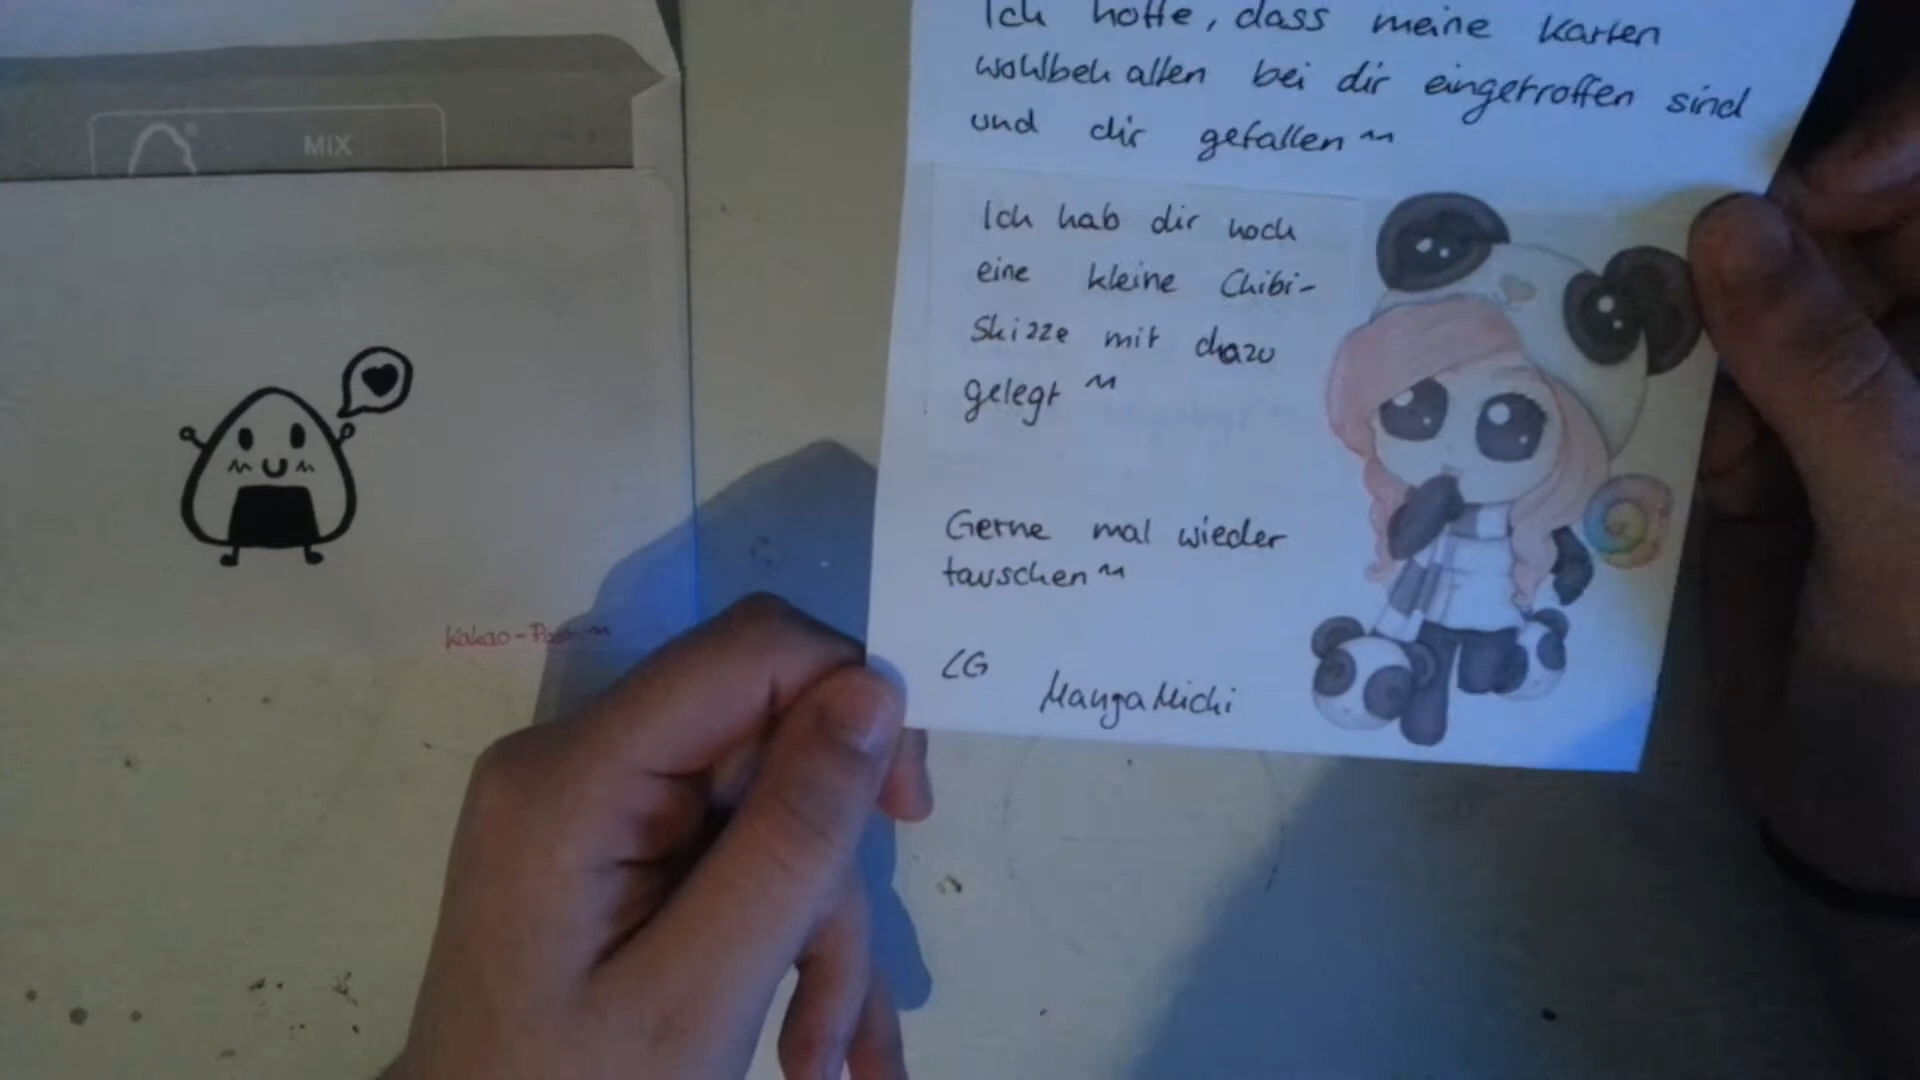 MIX
Kakao-
Ich hoffe, dass meine Karten
wohlbehalten bei dir eingetroffen sind
und dir gefallen ^^
Ich hab dir noch
eine kleine Chibi-
Skizze mit dazu
gelegt ^^
Gerne mal wieder
tauschen ^^
LG
MangaMichi